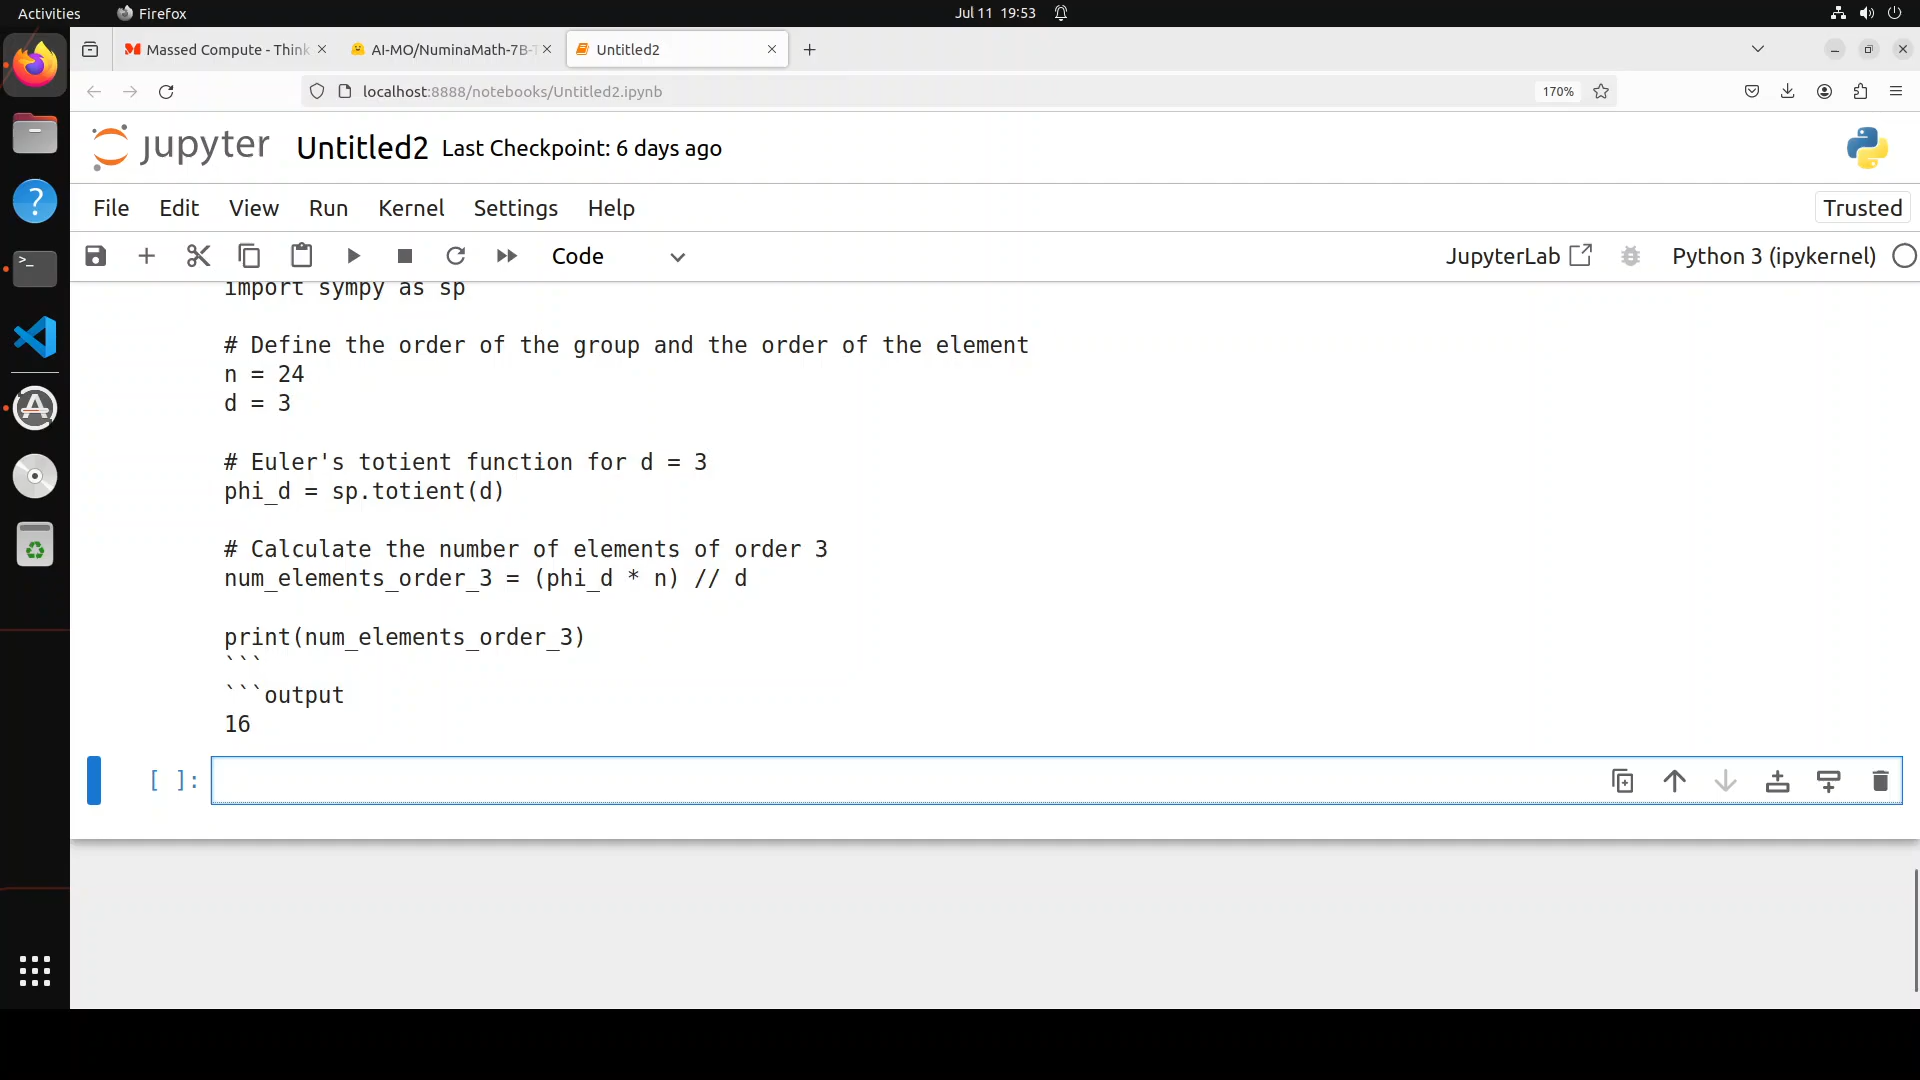 Activities
Firefox
Jul 11 19:53
Massed Compute - Think
AI-MO/NuminaMath-7B-T
Untitled2
localhost:8888/notebooks/Untitled2.ipynb
170%
jupyter
Untitled2
Last Checkpoint: 6 days ago
File
Edit
View
Run
Kernel
Settings
Help
Trusted
Code
JupyterLab
Python 3 (ipykernel)
import sympy as sp
# Define the order of the group and the order of the element
n = 24
d = 3
# Euler's totient function for d = 3
phi_d = sp.totient(d)
# Calculate the number of elements of order 3
num_elements_order_3 = (phi_d * n) // d
print(num_elements_order_3)
```
```output
16
[ ]: